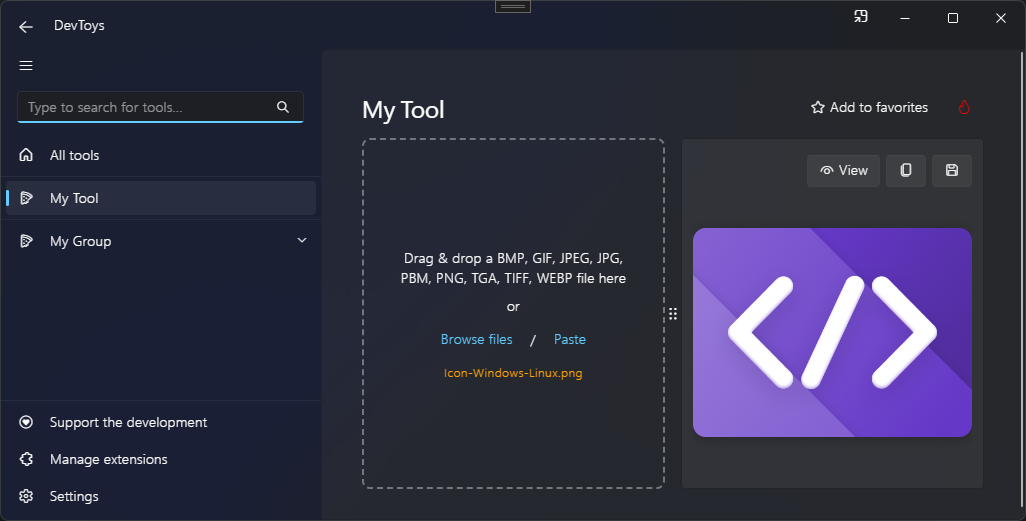 DevToys
Type to search for tools...
All tools
My Tool
My Group
Support the development
Manage extensions
Settings
My Tool
Add to favorites
Drag & drop a BMP, GIF, JPEG, JPG,
PBM, PNG, TGA, TIFF, WEBP file here
or
Browse files / Paste
Icon-Windows-Linux.png
View
</>